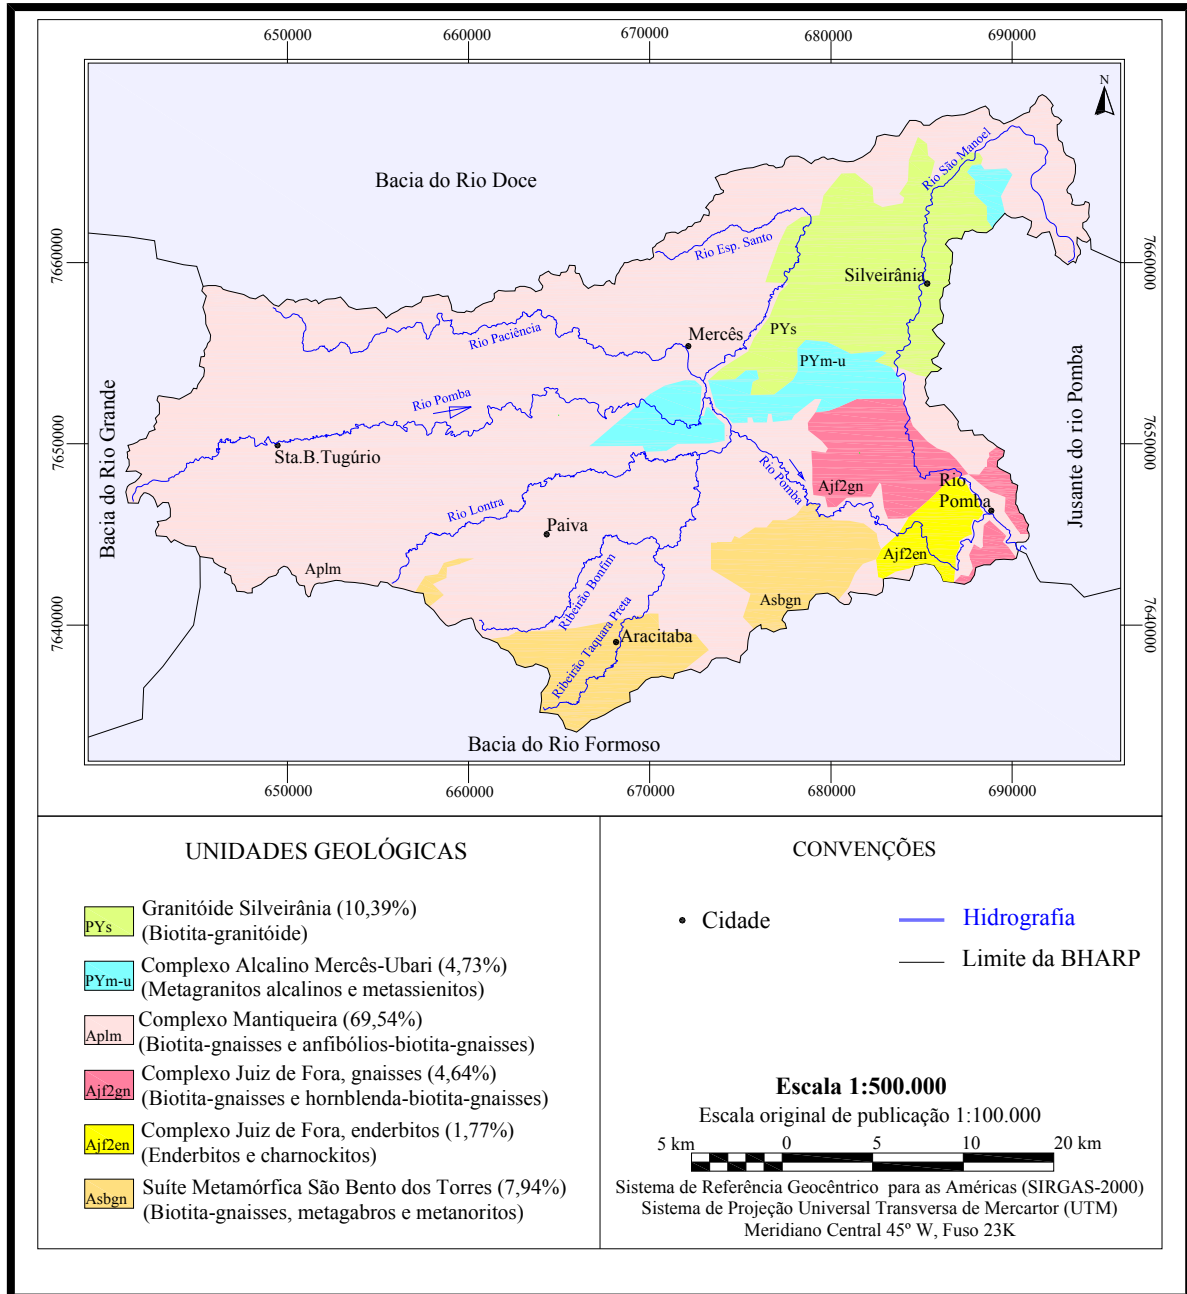 650000
660000
670000
680000
690000
N
Bacia do Rio Doce
Rio São Manoel
7660000
7660000
Rio Esp. Santo
Silveirânia
Rio Paciência
Mercês
PYs
PYm-u
Bacia do Rio Grande
Rio Pomba
Jusante do rio Pomba
7650000
7650000
Sta.B.Tugúrio
Rio Pomba
Ajf2gn
Rio
Pomba
Rio Lontra
Paiva
Ajf2en
Aplm
Ribeirão Bonfim
Asbgn
7640000
7640000
Ribeirão Taquara Preta
Aracitaba
Bacia do Rio Formoso
650000
660000
670000
680000
690000
UNIDADES GEOLÓGICAS
PYs
Granitóide Silveirânia (10,39%)
(Biotita-granitóide)
PYm-u
Complexo Alcalino Mercês-Ubari (4,73%)
(Metagranitos alcalinos e metassienitos)
Aplm
Complexo Mantiqueira (69,54%)
(Biotita-gnaisses e anfibólios-biotita-gnaisses)
Ajf2gn
Complexo Juiz de Fora, gnaisses (4,64%)
(Biotita-gnaisses e hornblenda-biotita-gnaisses)
Ajf2en
Complexo Juiz de Fora, enderbitos (1,77%)
(Enderbitos e charnockitos)
Asbgn
Suíte Metamórfica São Bento dos Torres (7,94%)
(Biotita-gnaisses, metagabros e metanoritos)
CONVENÇÕES
Cidade
Hidrografia
Limite da BHARP
Escala 1:500.000
Escala original de publicação 1:100.000
5 km 0 5 10 20 km
Sistema de Referência Geocêntrico para as Américas (SIRGAS-2000)
Sistema de Projeção Universal Transversa de Mercartor (UTM)
Meridiano Central 45º W, Fuso 23K